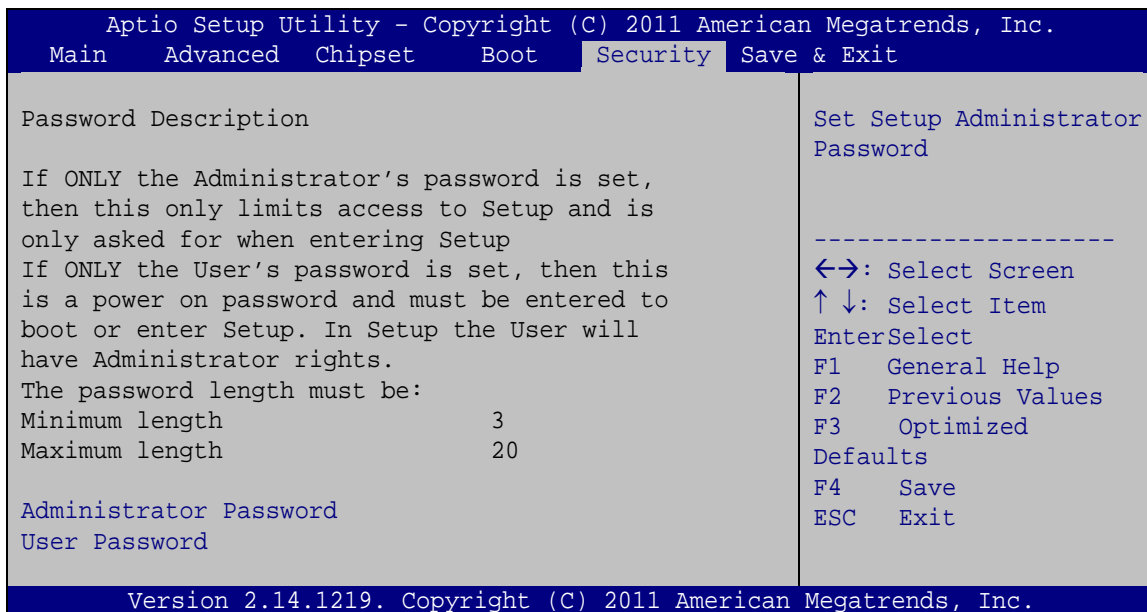 Aptio Setup Utility – Copyright (C) 2011 American Megatrends, Inc.
Main Advanced Chipset Boot Security Save & Exit
Password Description
If ONLY the Administrator’s password is set,
then this only limits access to Setup and is
only asked for when entering Setup
If ONLY the User’s password is set, then this
is a power on password and must be entered to
boot or enter Setup. In Setup the User will
have Administrator rights.
The password length must be:
Minimum length 3
Maximum length 20
Administrator Password
User Password
Set Setup Administrator
Password
---------------------
←→: Select Screen
↑ ↓: Select Item
EnterSelect
F1 General Help
F2 Previous Values
F3 Optimized
Defaults
F4 Save
ESC Exit
Version 2.14.1219. Copyright (C) 2011 American Megatrends, Inc.